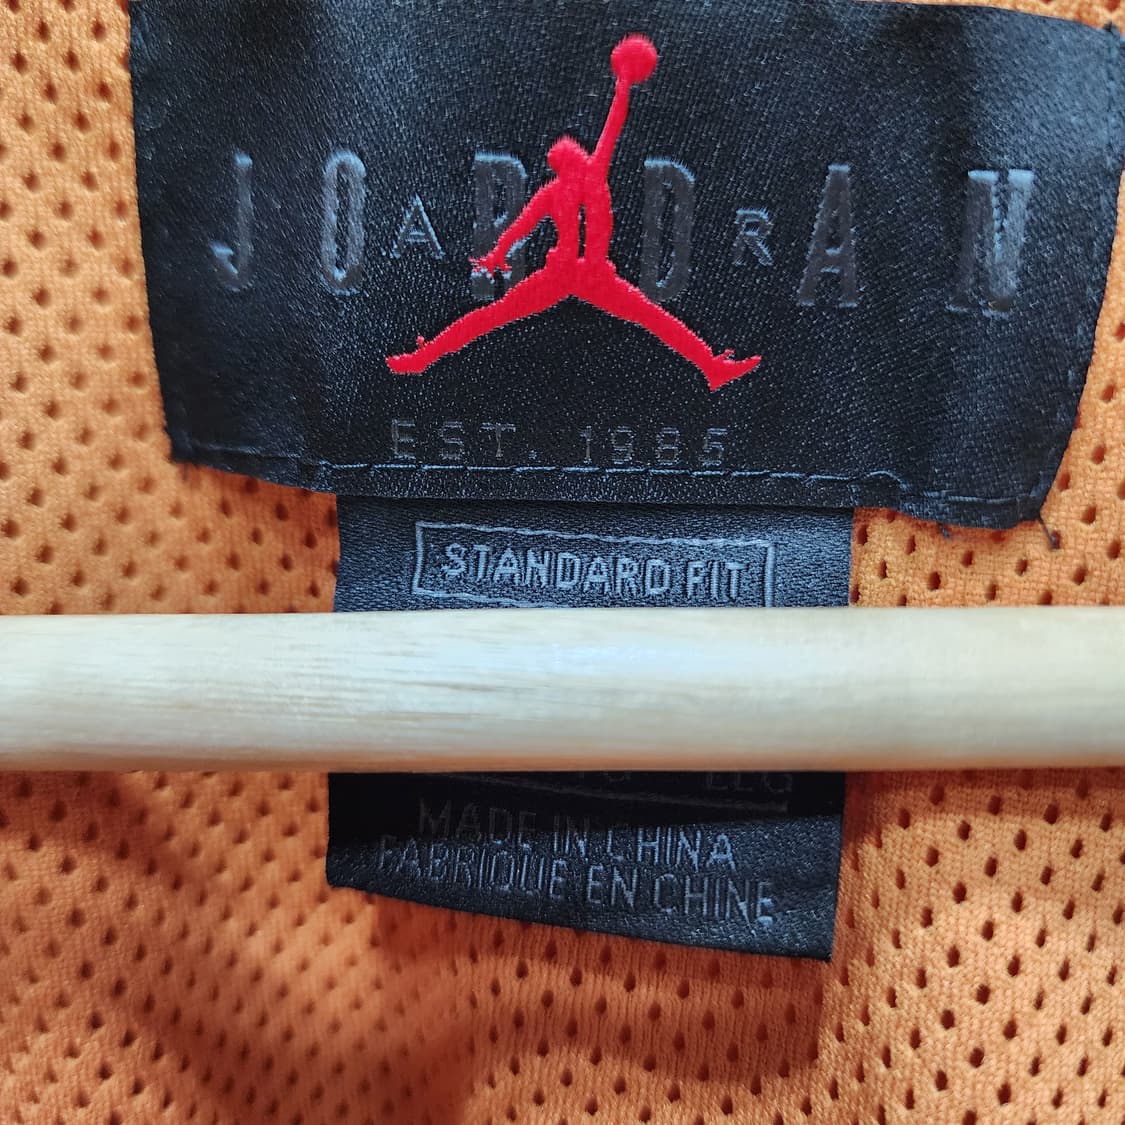 JORDAN
A R
EST. 1985
STANDARD FIT
MADE IN CHINA
FABRIQUE EN CHINE